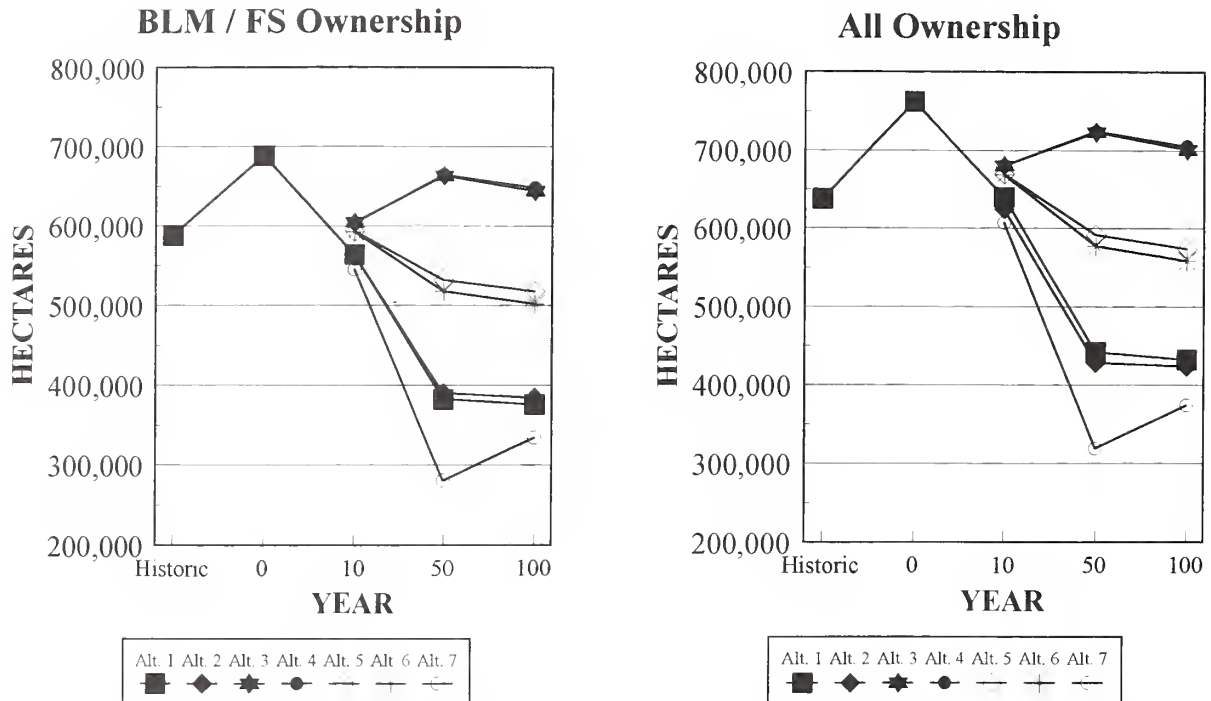 BLM / FS Ownership
800,000
700,000
600,000
500,000
400,000
300,000
200,000
HECTARES
Historic 0 10 50 100
YEAR
Alt. 1 Alt. 2 Alt. 3 Alt. 4 Alt. 5 Alt. 6 Alt. 7
All Ownership
800,000
700,000
600,000
500,000
400,000
300,000
200,000
HECTARES
Historic 0 10 50 100
YEAR
Alt. 1 Alt. 2 Alt. 3 Alt. 4 Alt. 5 Alt. 6 Alt. 7